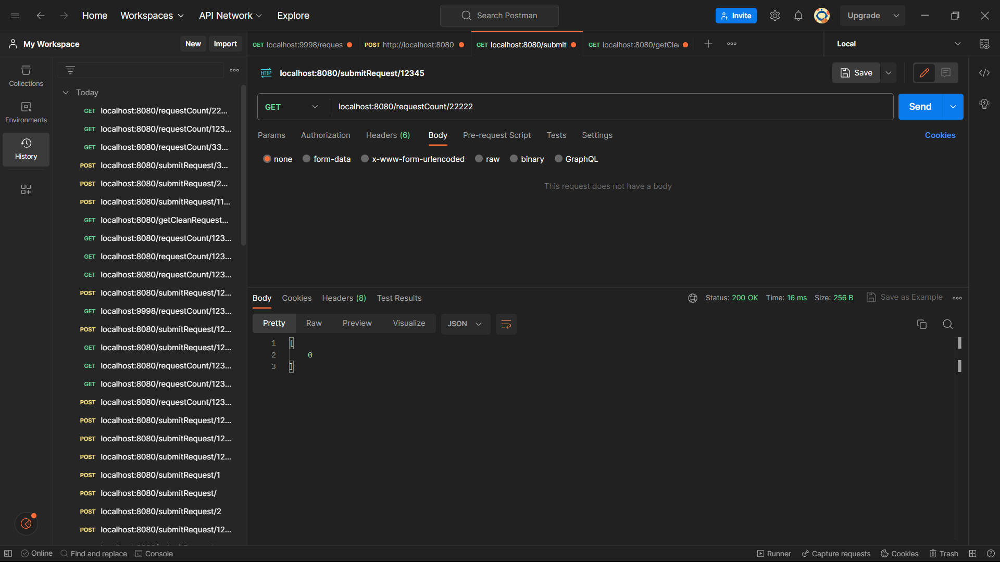 Home Workspaces API Network Explore Search Postman Invite Upgrade
My Workspace New Import GET localhost:9998/reques POST http://localhost:8080 GET localhost:8080/submit GET localhost:8080/getCle Local
HTTP localhost:8080/submitRequest/12345 Save
Collections
Environments
History
Today
GET localhost:8080/requestCount/22...
GET localhost:8080/requestCount/123...
GET localhost:8080/requestCount/33...
POST localhost:8080/submitRequest/3...
POST localhost:8080/submitRequest/2...
POST localhost:8080/submitRequest/11...
GET localhost:8080/getCleanRequest...
GET localhost:8080/requestCount/123...
GET localhost:8080/requestCount/123...
GET localhost:8080/requestCount/123...
POST localhost:8080/submitRequest/12...
GET localhost:9998/requestCount/123...
POST localhost:8080/submitRequest/12...
GET localhost:8080/submitRequest/12...
GET localhost:8080/requestCount/123...
GET localhost:8080/requestCount/123...
POST localhost:8080/requestCount/123...
POST localhost:8080/submitRequest/12...
POST localhost:8080/submitRequest/12...
POST localhost:8080/submitRequest/12...
POST localhost:8080/submitRequest/1
POST localhost:8080/submitRequest/
POST localhost:8080/submitRequest/2
POST localhost:8080/submitRequest/12...
GET localhost:8080/requestCount/22222 Send
Params Authorization Headers (6) Body Pre-request Script Tests Settings Cookies
none form-data x-www-form-urlencoded raw binary GraphQL
This request does not have a body
Body Cookies Headers (8) Test Results Status: 200 OK Time: 16 ms Size: 256 B Save as Example
Pretty Raw Preview Visualize JSON
1 [
2 0
3 ]
Online Find and replace Console Runner Capture requests Cookies Trash